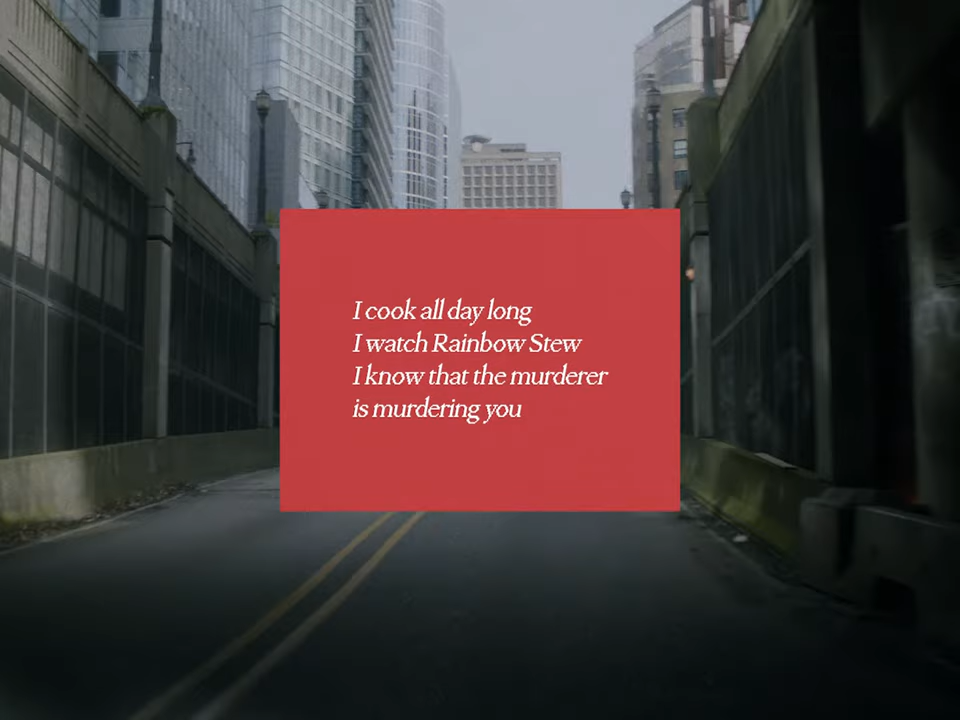 I cook all day long
I watch Rainbow Stew
I know that the murderer
is murdering you